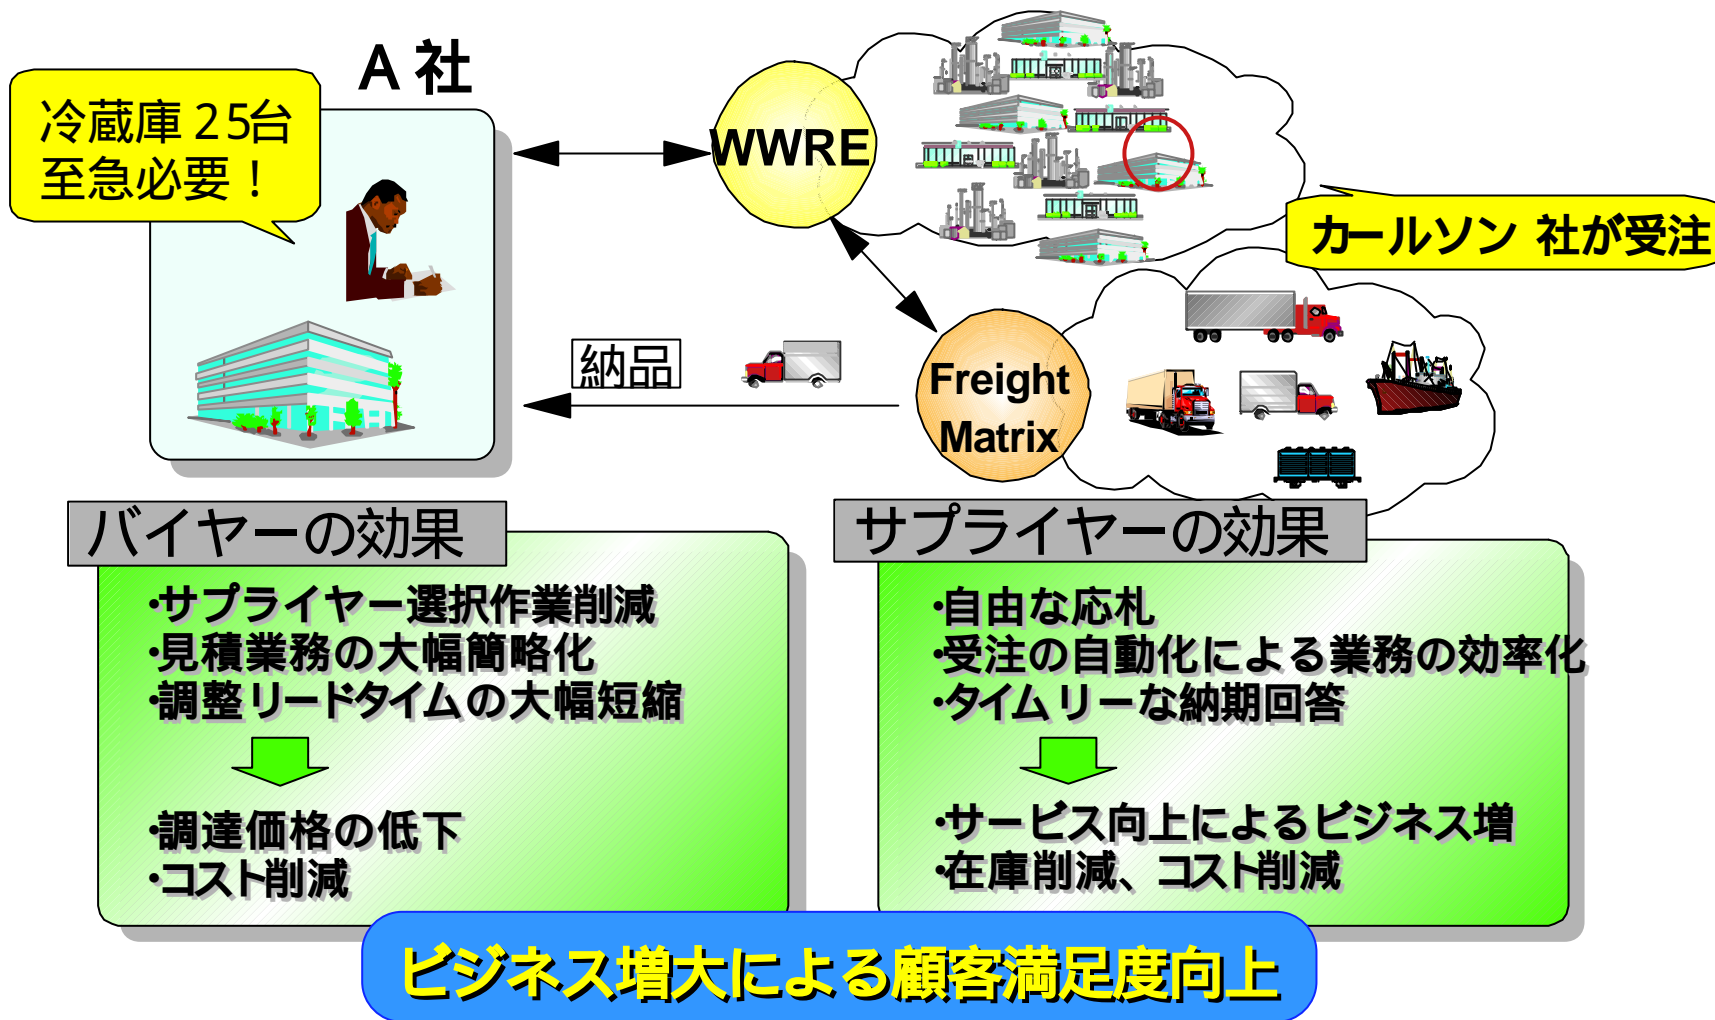 A 社
冷蔵庫 25台
至急必要！
WWRE
カールソン 社が受注
納品
Freight
Matrix
バイヤーの効果
・サプライヤー選択作業削減
・見積業務の大幅簡略化
・調整リードタイムの大幅短縮
・調達価格の低下
・コスト削減
サプライヤーの効果
・自由な応札
・受注の自動化による業務の効率化
・タイムリーな納期回答
・サービス向上によるビジネス増
・在庫削減、コスト削減
ビジネス増大による顧客満足度向上